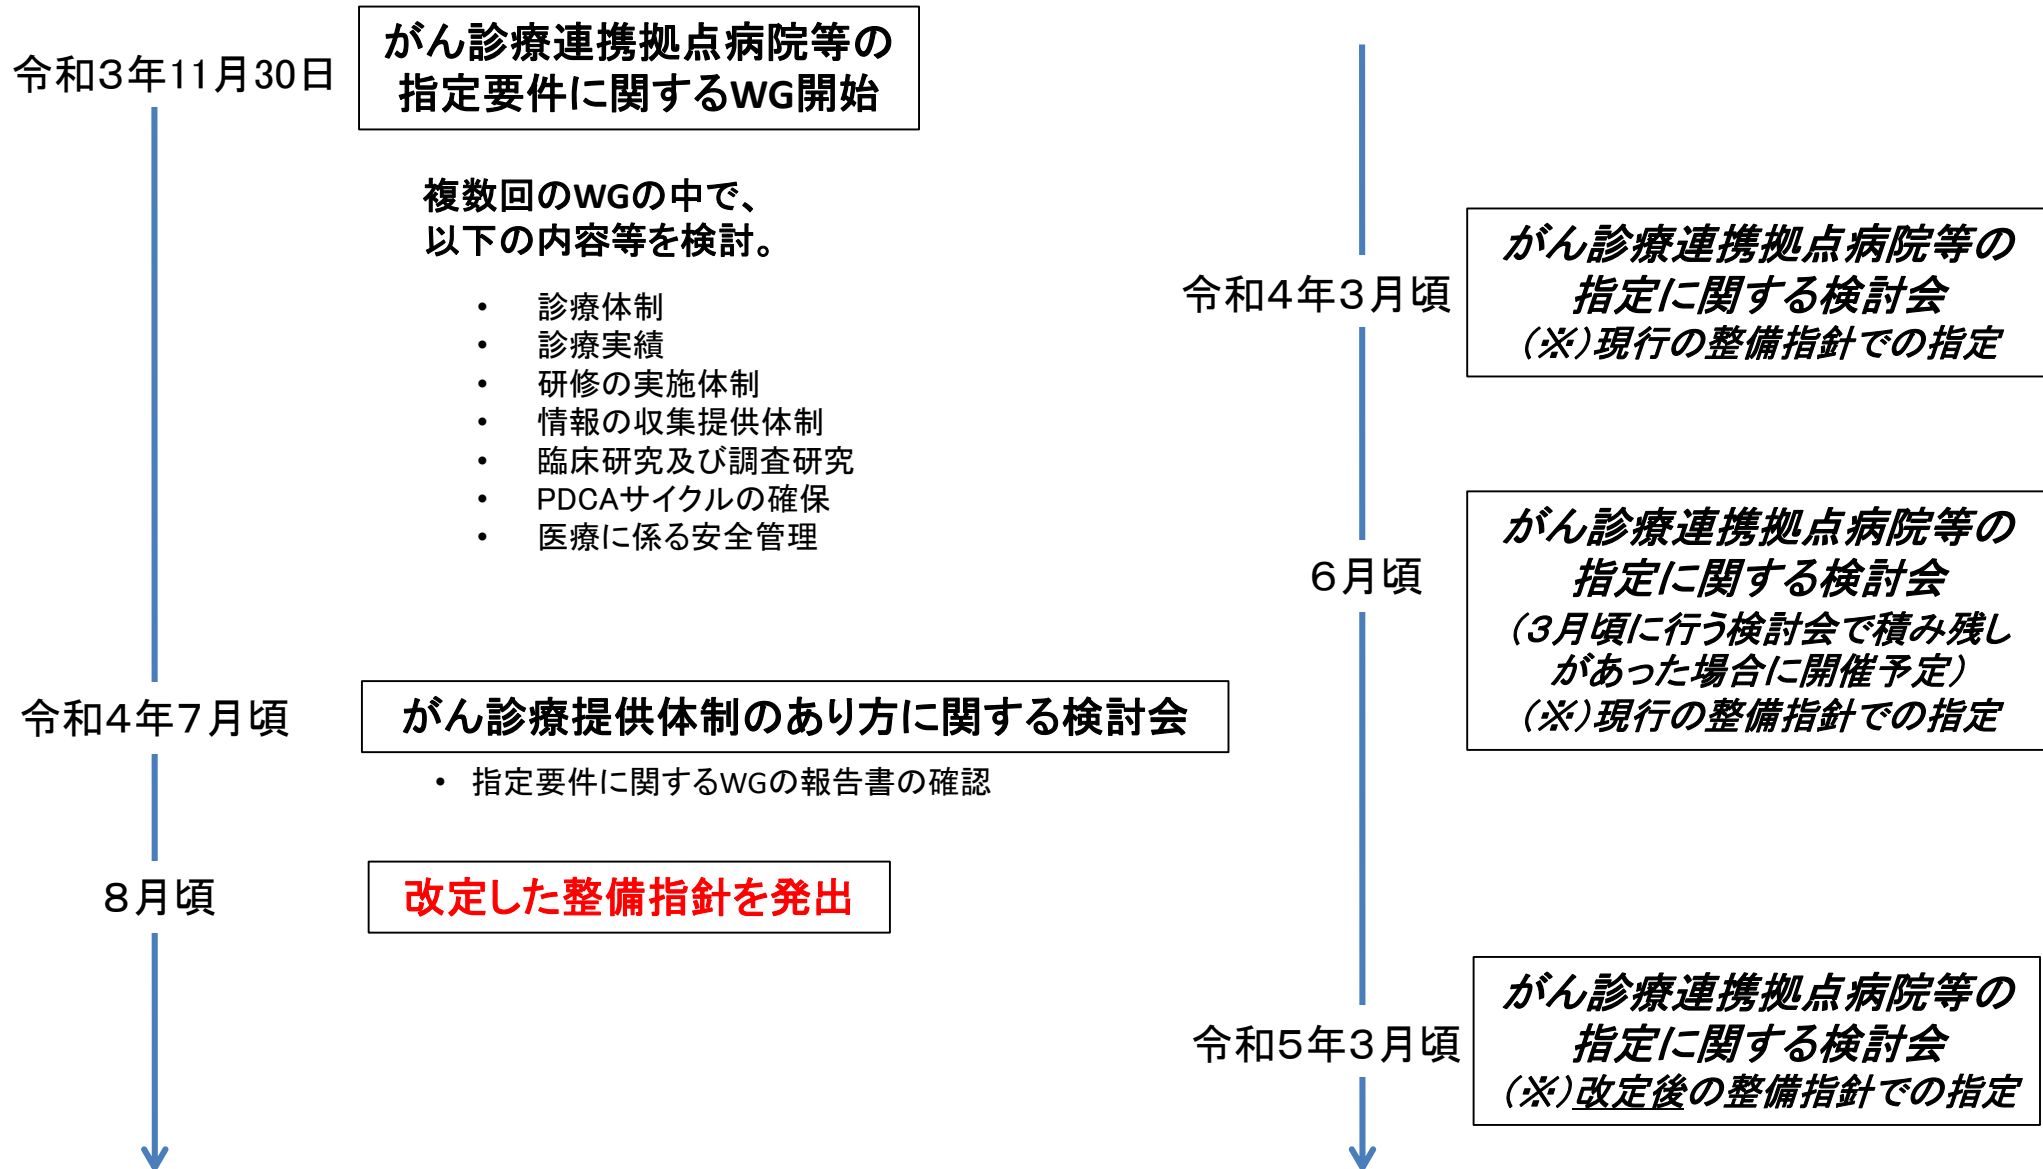 令和３年11月30日
がん診療連携拠点病院等の
指定要件に関するWG開始
複数回のWGの中で、
以下の内容等を検討。
• 診療体制
• 診療実績
• 研修の実施体制
• 情報の収集提供体制
• 臨床研究及び調査研究
• PDCAサイクルの確保
• 医療に係る安全管理
令和４年７月頃
がん診療提供体制のあり方に関する検討会
• 指定要件に関するWGの報告書の確認
８月頃
改定した整備指針を発出
令和４年３月頃
がん診療連携拠点病院等の
指定に関する検討会
（※）現行の整備指針での指定
６月頃
がん診療連携拠点病院等の
指定に関する検討会
（３月頃に行う検討会で積み残し
があった場合に開催予定）
（※）現行の整備指針での指定
令和５年３月頃
がん診療連携拠点病院等の
指定に関する検討会
（※）改定後の整備指針での指定